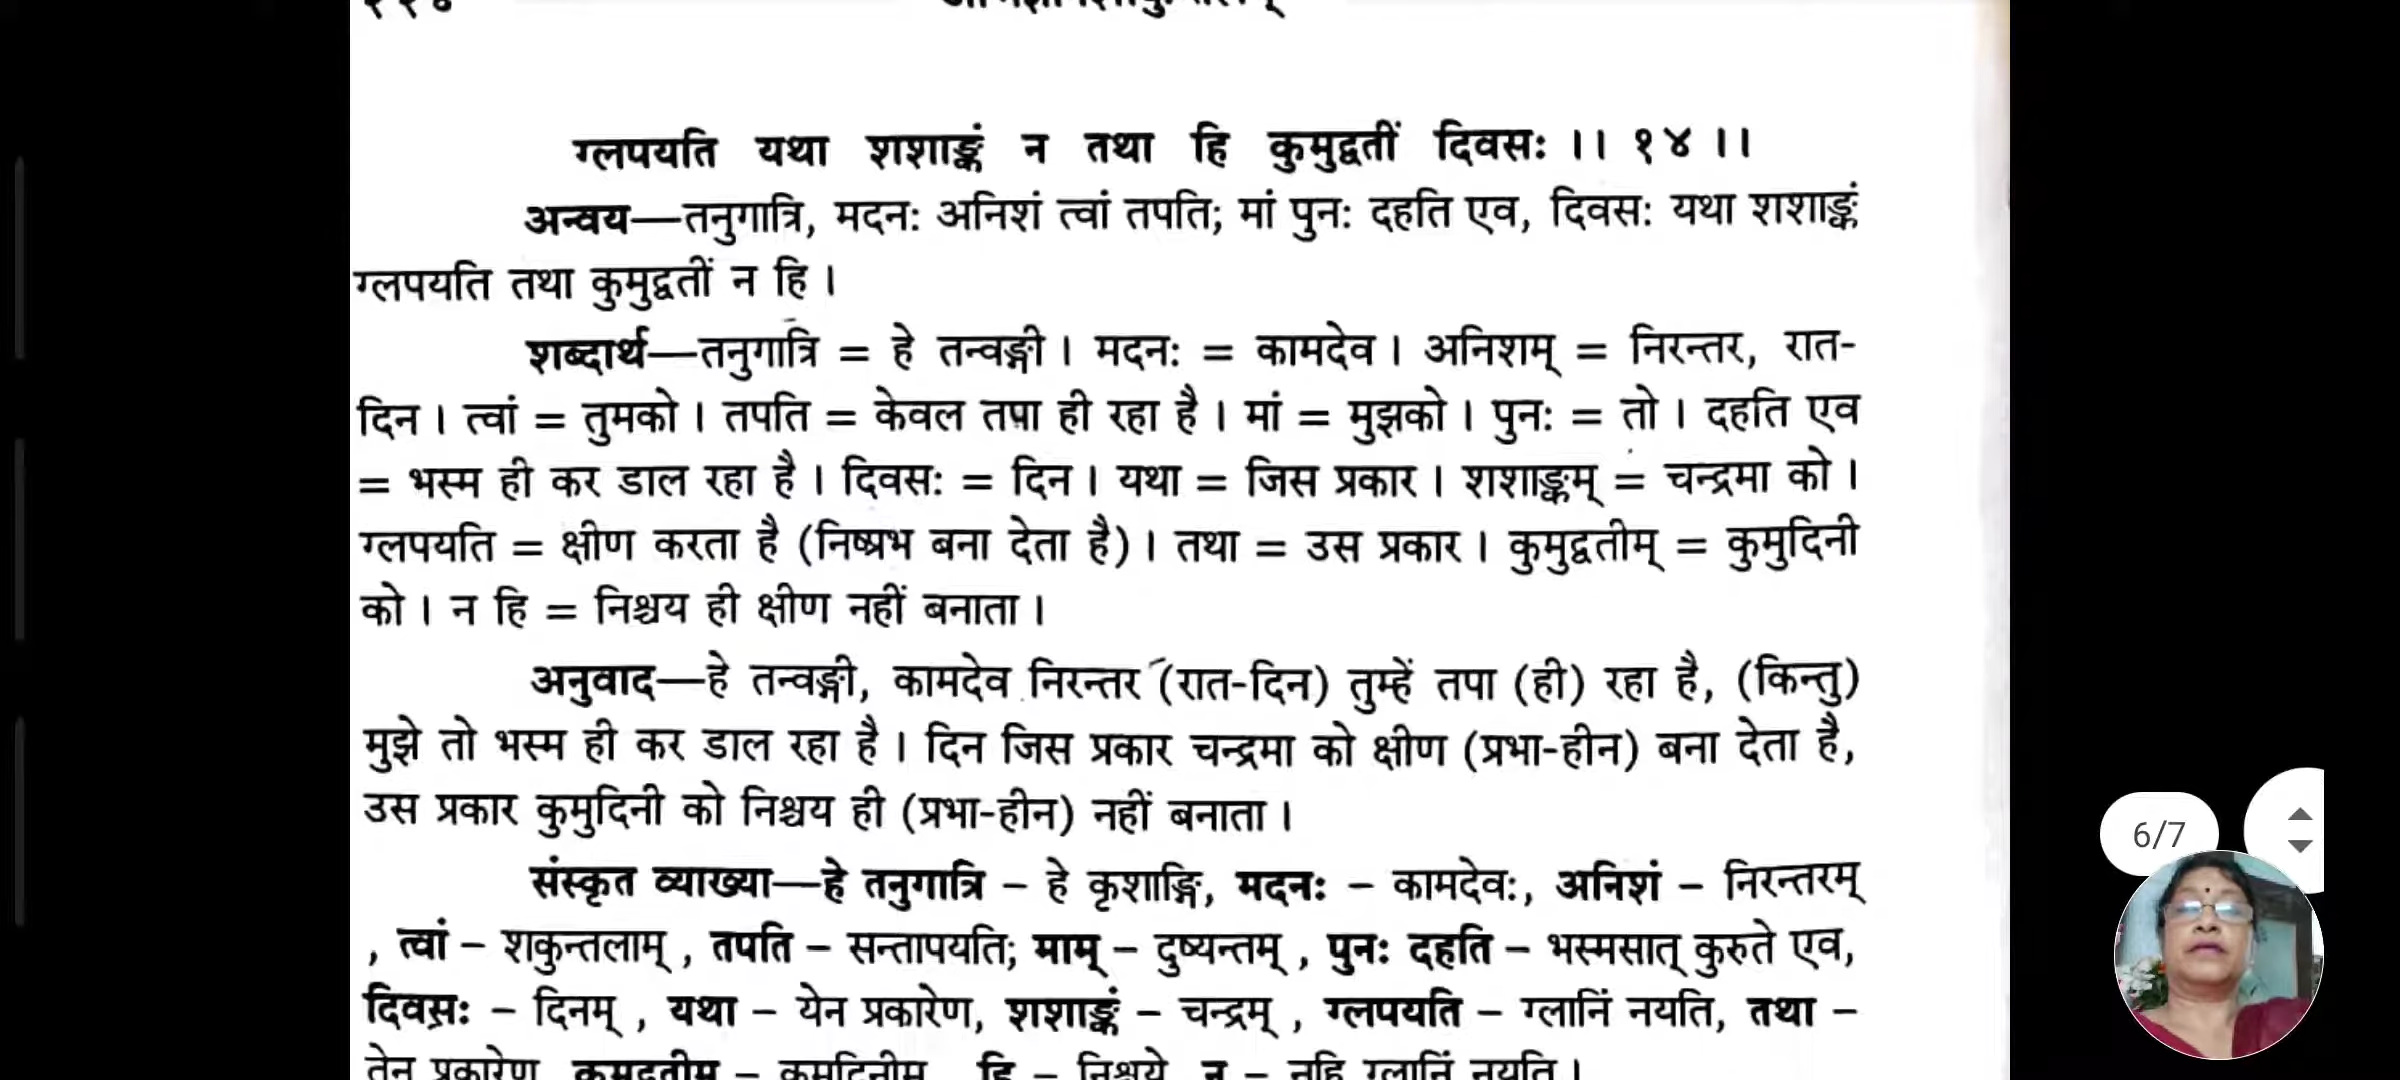 ग्लपयति यथा शशाङ्कं न तथा हि कुमुद्वतीं दिवसः ।। १४ ।।
अन्वय—तनुगात्रि, मदनः अनिशं त्वां तपति; मां पुनः दहति एव, दिवसः यथा शशाङ्कं
ग्लपयति तथा कुमुद्वतीं न हि ।
शब्दार्थ—तनुगात्रि = हे तन्वङ्गी । मदनः = कामदेव । अनिशम् = निरन्तर, रात-
दिन । त्वां = तुमको । तपति = केवल तपा ही रहा है । मां = मुझको । पुनः = तो । दहति एव
= भस्म ही कर डाल रहा है । दिवसः = दिन । यथा = जिस प्रकार । शशाङ्कम् = चन्द्रमा को ।
ग्लपयति = क्षीण करता है (निष्प्रभ बना देता है) । तथा = उस प्रकार । कुमुद्वतीम् = कुमुदिनी
को । न हि = निश्चय ही क्षीण नहीं बनाता ।
अनुवाद—हे तन्वङ्गी, कामदेव निरन्तर (रात-दिन) तुम्हें तपा (ही) रहा है, (किन्तु)
मुझे तो भस्म ही कर डाल रहा है । दिन जिस प्रकार चन्द्रमा को क्षीण (प्रभा-हीन) बना देता है,
उस प्रकार कुमुदिनी को निश्चय ही (प्रभा-हीन) नहीं बनाता ।
संस्कृत व्याख्या—हे तनुगात्रि – हे कृशाङ्गि, मदनः – कामदेवः, अनिशं – निरन्तरम्
, त्वां – शकुन्तलाम् , तपति – सन्तापयति; माम् – दुष्यन्तम् , पुनः दहति – भस्मसात् कुरुते एव,
दिवसः – दिनम् , यथा – येन प्रकारेण, शशाङ्कं – चन्द्रम् , ग्लपयति – ग्लानिं नयति, तथा –
तेन प्रकारेण, कुमुद्वतीम् – कुमुदिनीम्, हि – निश्चये, न – नहि ग्लानिं नयति ।
6/7